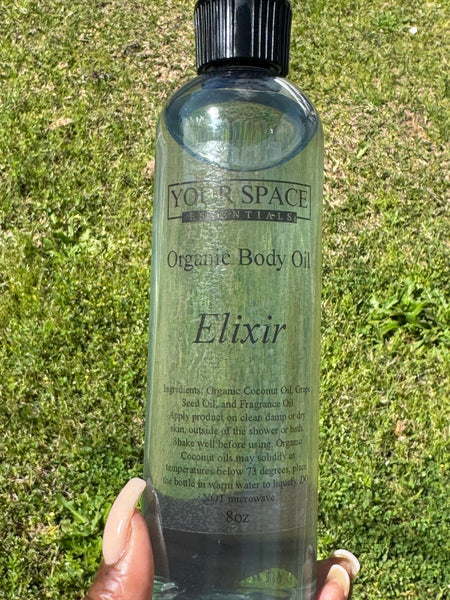 YOUR SPACE
ESSENTIALS
Organic Body Oil
Elixir
Ingredients: Organic Coconut Oil, Grape
Seed Oil, and Fragrance Oil
Apply product on clean damp or dry
skin, outside of the shower or bath.
Shake well before using. Organic
Coconut oils may solidify in
temperatures below 73 degrees, place
the bottle in warm water to liquefy. DO
NOT microwave
8oz